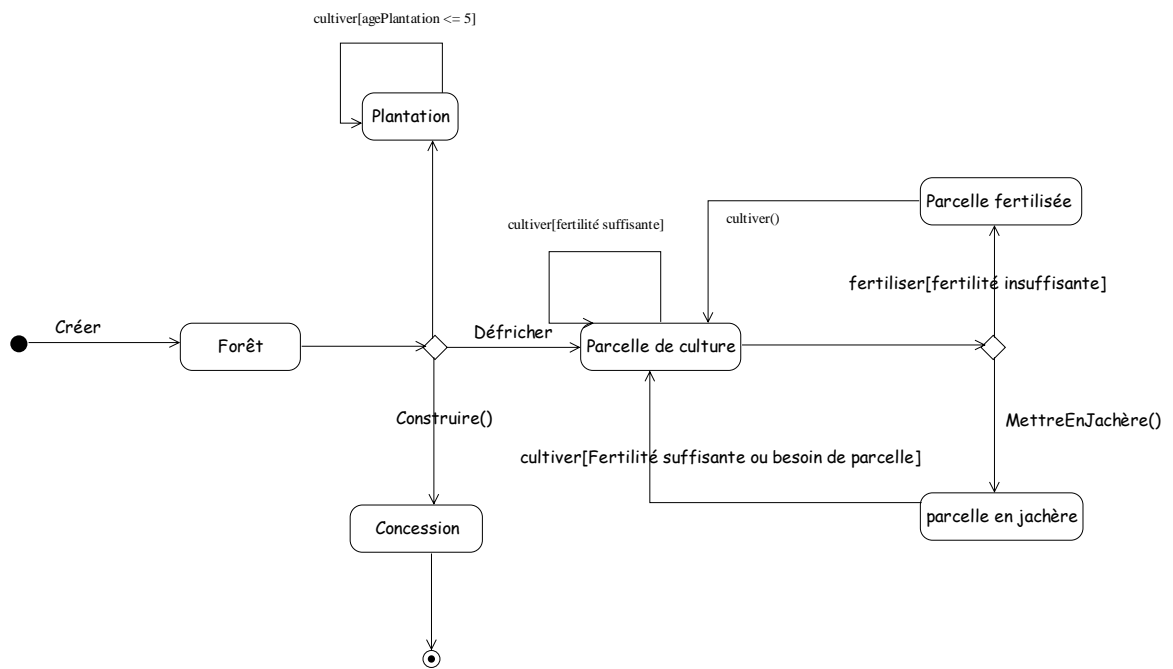 cultiver[agePlantation <= 5]
Plantation
Parcelle fertilisée
cultiver()
cultiver[fertilité suffisante]
fertiliser[fertilité insuffisante]
Créer
Défricher
Forêt
Parcelle de culture
Construire()
MettreEnJachère()
cultiver[Fertilité suffisante ou besoin de parcelle]
Concession
parcelle en jachère